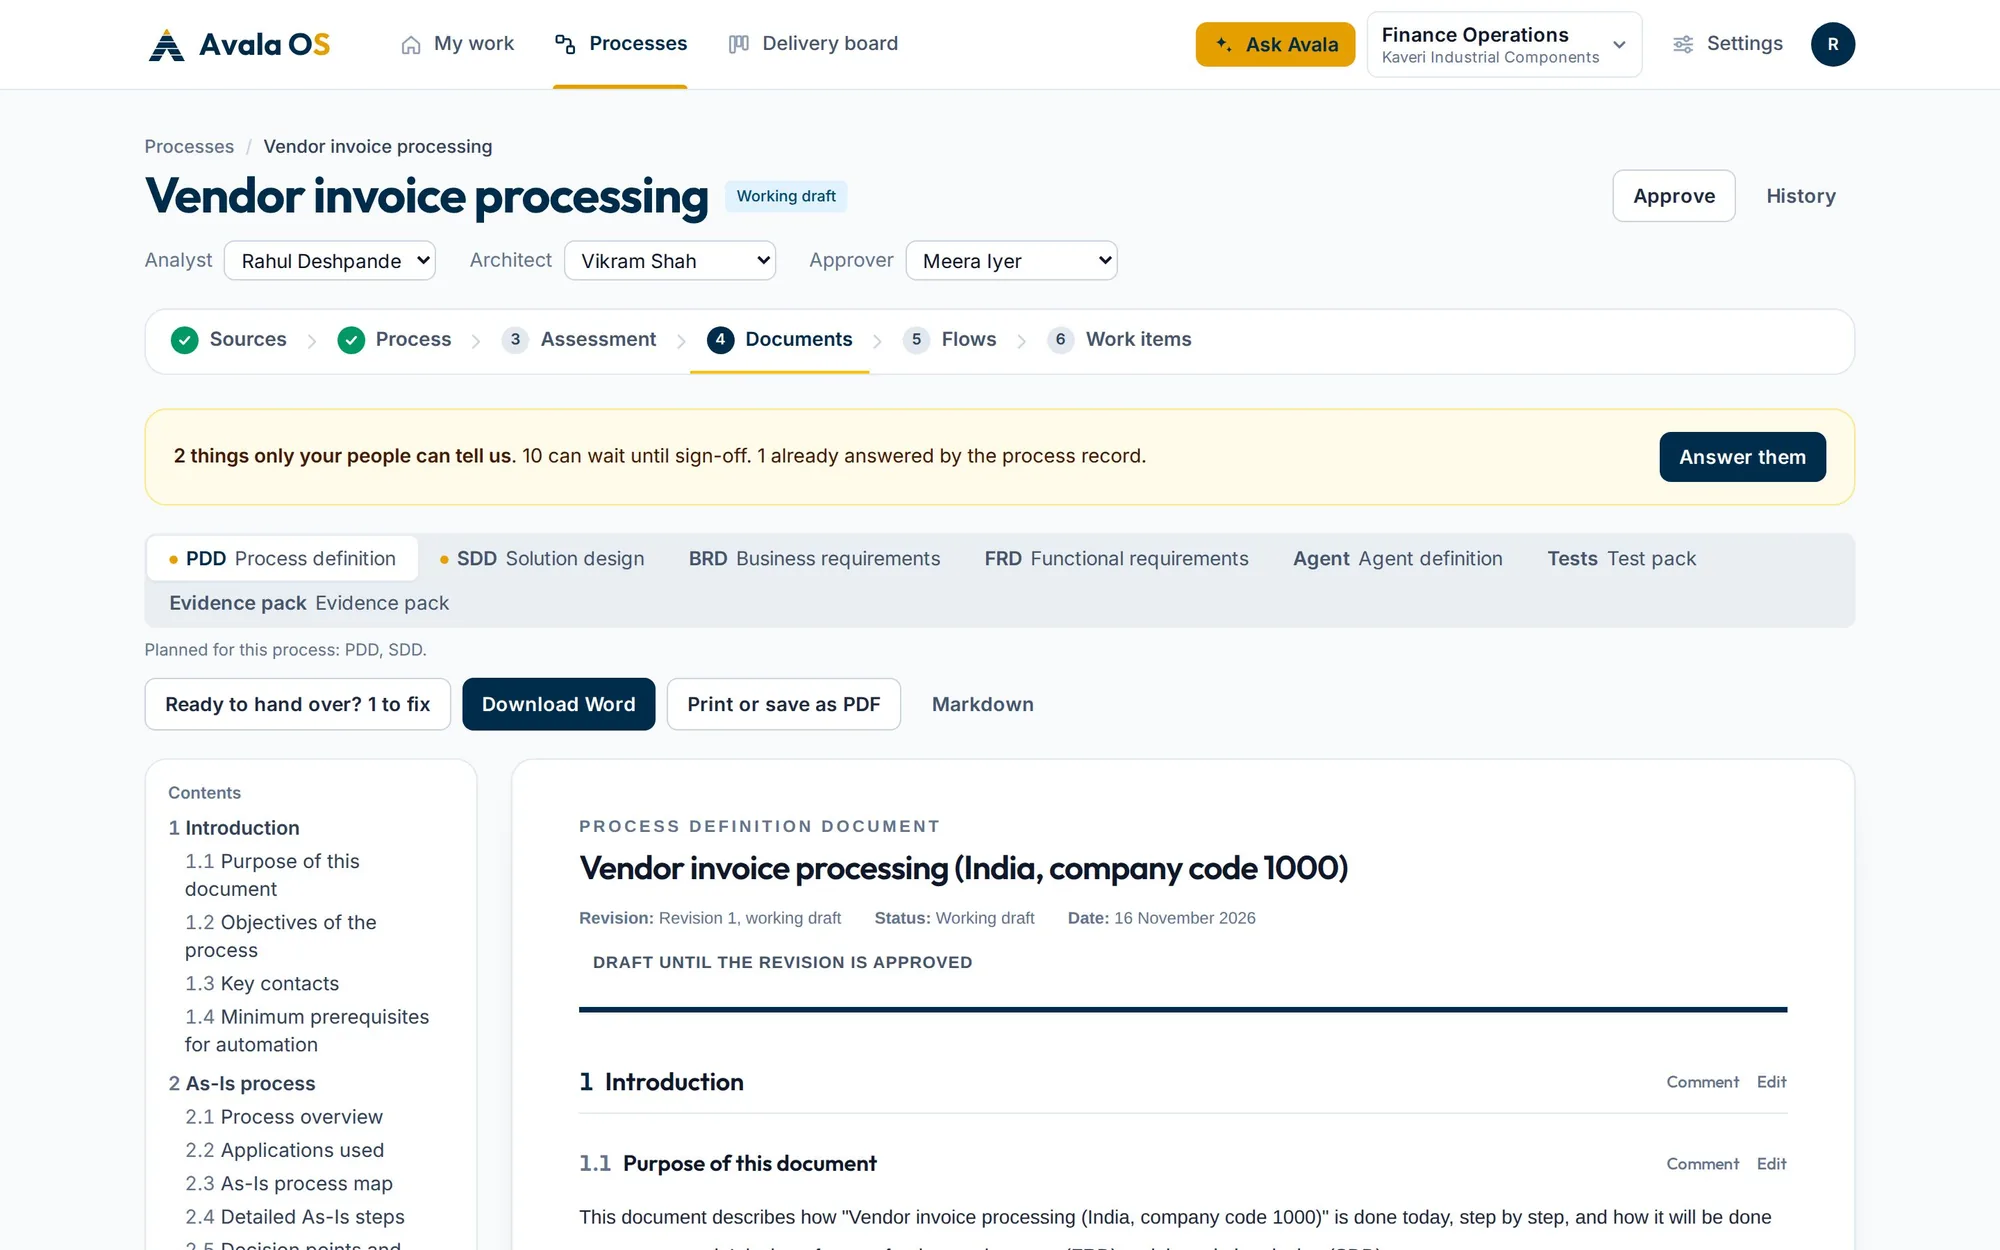 Avala OS
My work
Processes
Delivery board
Ask Avala
Finance Operations
Kaveri Industrial Components
Settings
R
Processes / Vendor invoice processing
Vendor invoice processing
Working draft
Approve
History
Analyst
Rahul Deshpande
Architect
Vikram Shah
Approver
Meera Iyer
Sources
Process
3 Assessment
4 Documents
5 Flows
6 Work items
2 things only your people can tell us. 10 can wait until sign-off. 1 already answered by the process record.
Answer them
PDD Process definition
SDD Solution design
BRD Business requirements
FRD Functional requirements
Agent Agent definition
Tests Test pack
Evidence pack Evidence pack
Planned for this process: PDD, SDD.
Ready to hand over? 1 to fix
Download Word
Print or save as PDF
Markdown
Contents
1 Introduction
1.1 Purpose of this
document
1.2 Objectives of the
process
1.3 Key contacts
1.4 Minimum prerequisites
for automation
2 As-Is process
2.1 Process overview
2.2 Applications used
2.3 As-Is process map
2.4 Detailed As-Is steps
2.5 Decision points and
PROCESS DEFINITION DOCUMENT
Vendor invoice processing (India, company code 1000)
Revision: Revision 1, working draft
Status: Working draft
Date: 16 November 2026
DRAFT UNTIL THE REVISION IS APPROVED
1 Introduction
Comment Edit
1.1 Purpose of this document
Comment Edit
This document describes how "Vendor invoice processing (India, company code 1000)" is done today, step by step, and how it will be done